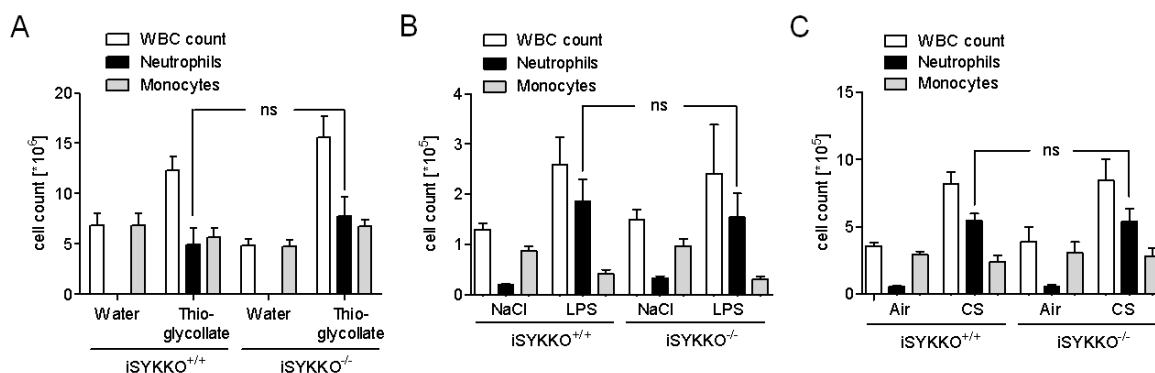 A
WBC count
Neutrophils
Monocytes
20
15
10
5
0
cell count [*10⁶]
ns
Water
Thio-
glycollate
Water
Thio-
glycollate
iSYKKO+/+
iSYKKO-/-
B
WBC count
Neutrophils
Monocytes
4
3
2
1
0
cell count [*10⁵]
ns
NaCl
LPS
NaCl
LPS
iSYKKO+/+
iSYKKO-/-
C
WBC count
Neutrophils
Monocytes
15
10
5
0
cell count [*10⁵]
ns
Air
CS
Air
CS
iSYKKO+/+
iSYKKO-/-